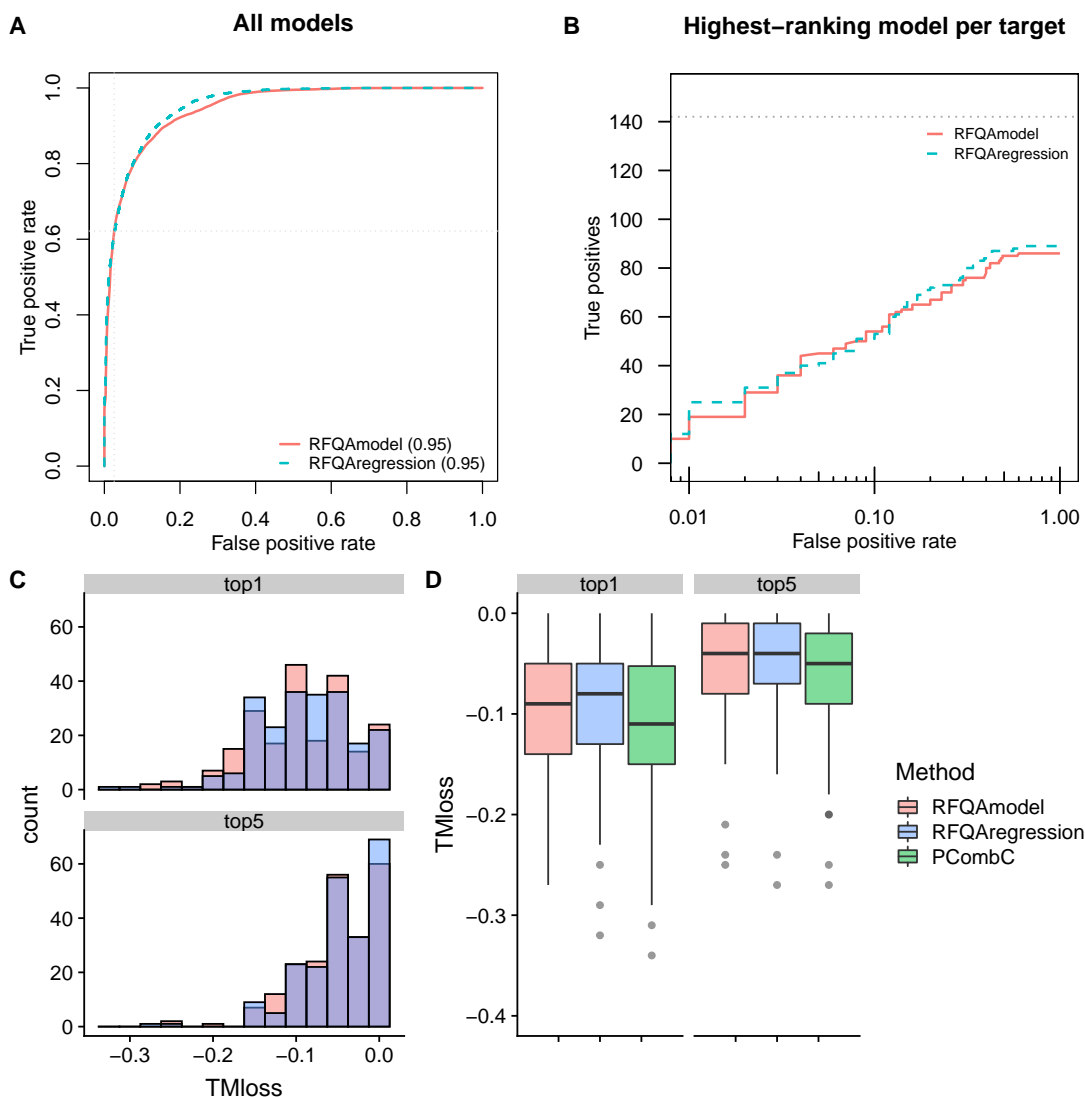 A
All models
True positive rate
1.0
0.8
0.6
0.4
0.2
0.0
RFQAmodel (0.95)
RFQAregression (0.95)
0.0 0.2 0.4 0.6 0.8 1.0
False positive rate
B
Highest−ranking model per target
True positives
140
120
100
80
60
40
20
0
RFQAmodel
RFQAregression
0.01 0.10 1.00
False positive rate
C
top1
60
40
20
0
count
top5
60
40
20
0
−0.3 −0.2 −0.1 0.0
TMloss
D
top1 top5
0.0
−0.1
−0.2
−0.3
−0.4
TMloss
Method
RFQAmodel
RFQAregression
PCombC